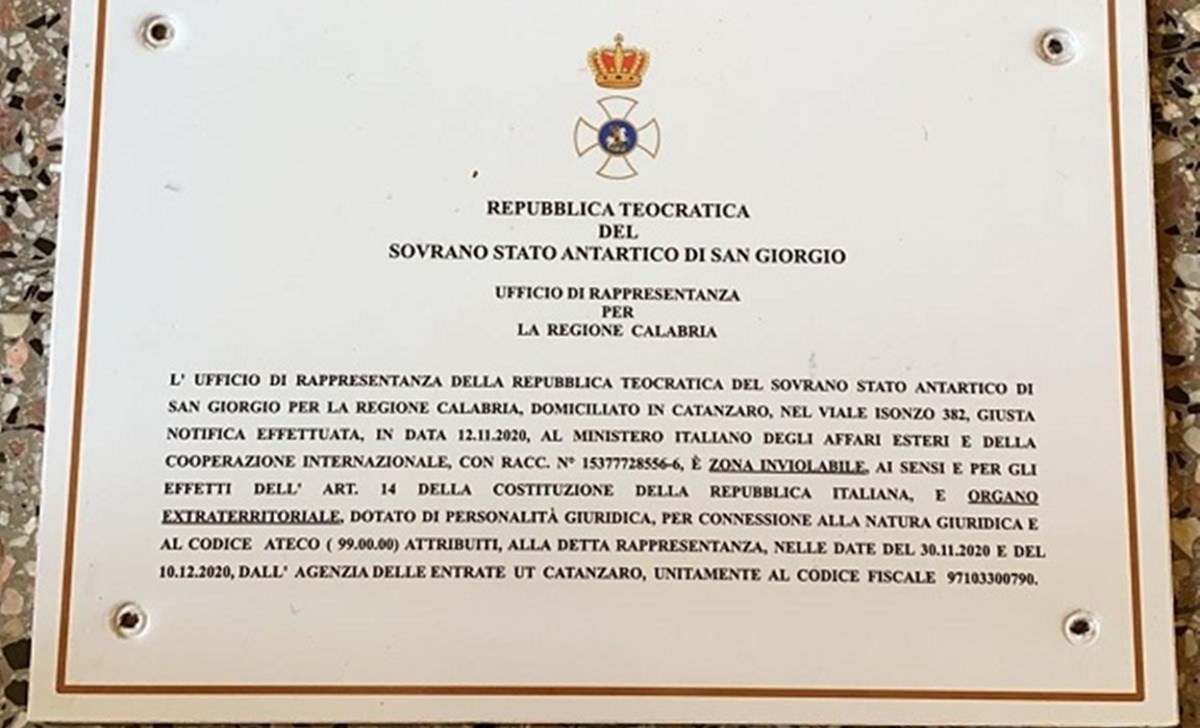 REPUBBLICA TEOCRATICA
DEL
SOVRANO STATO ANTARTICO DI SAN GIORGIO
UFFICIO DI RAPPRESENTANZA
PER
LA REGIONE CALABRIA
L' UFFICIO DI RAPPRESENTANZA DELLA REPUBBLICA TEOCRATICA DEL SOVRANO STATO ANTARTICO DI
SAN GIORGIO PER LA REGIONE CALABRIA, DOMICILIATO IN CATANZARO, NEL VIALE ISONZO 382, GIUSTA
NOTIFICA EFFETTUATA, IN DATA 12.11.2020, AL MINISTERO ITALIANO DEGLI AFFARI ESTERI E DELLA
COOPERAZIONE INTERNAZIONALE, CON RACC. N° 15377728556-6, È ZONA INVIOLABILE, AI SENSI E PER GLI
EFFETTI DELL' ART. 14 DELLA COSTITUZIONE DELLA REPUBBLICA ITALIANA, E ORGANO
EXTRATERRITORIALE, DOTATO DI PERSONALITÀ GIURIDICA, PER CONNESSIONE ALLA NATURA GIURIDICA E
AL CODICE ATECO ( 99.00.00) ATTRIBUITI, ALLA DETTA RAPPRESENTANZA, NELLE DATE DEL 30.11.2020 E DEL
10.12.2020, DALL' AGENZIA DELLE ENTRATE UT CATANZARO, UNITAMENTE AL CODICE FISCALE 97103300790.